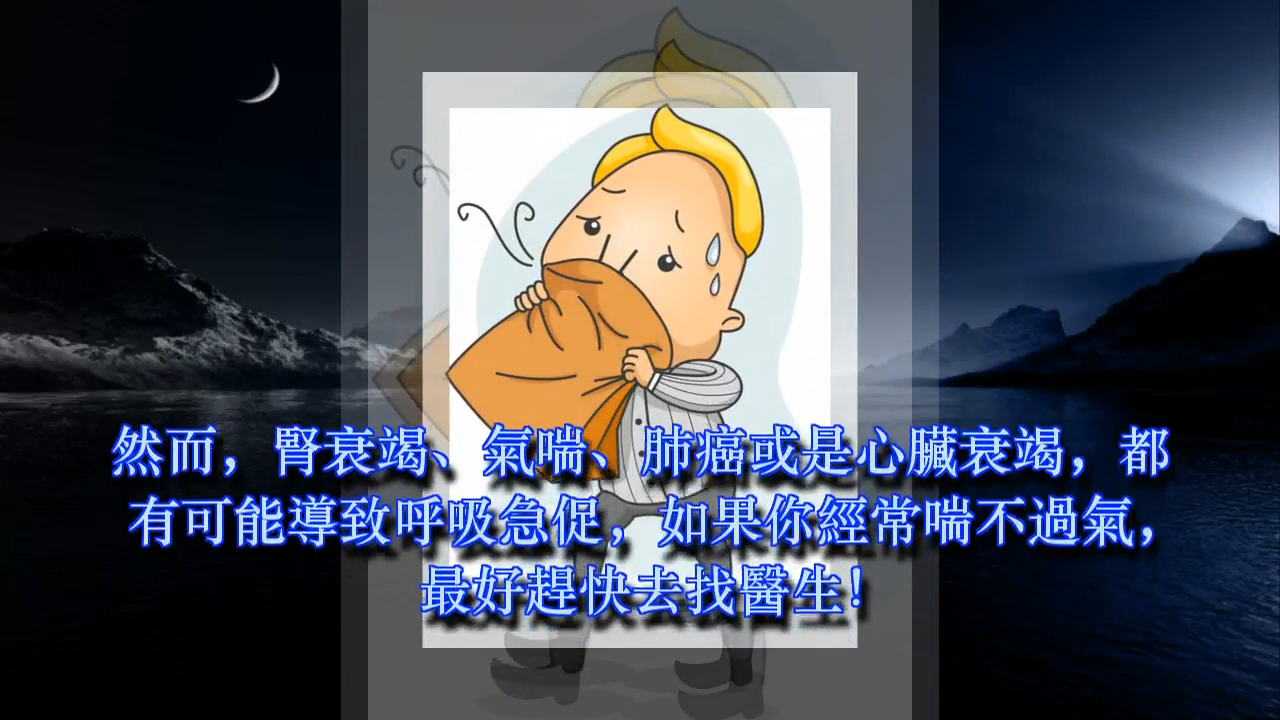 然而，腎衰竭、氣喘、肺癌或是心臟衰竭，都
有可能導致呼吸急促，如果你經常喘不過氣，
最好趕快去找醫生!